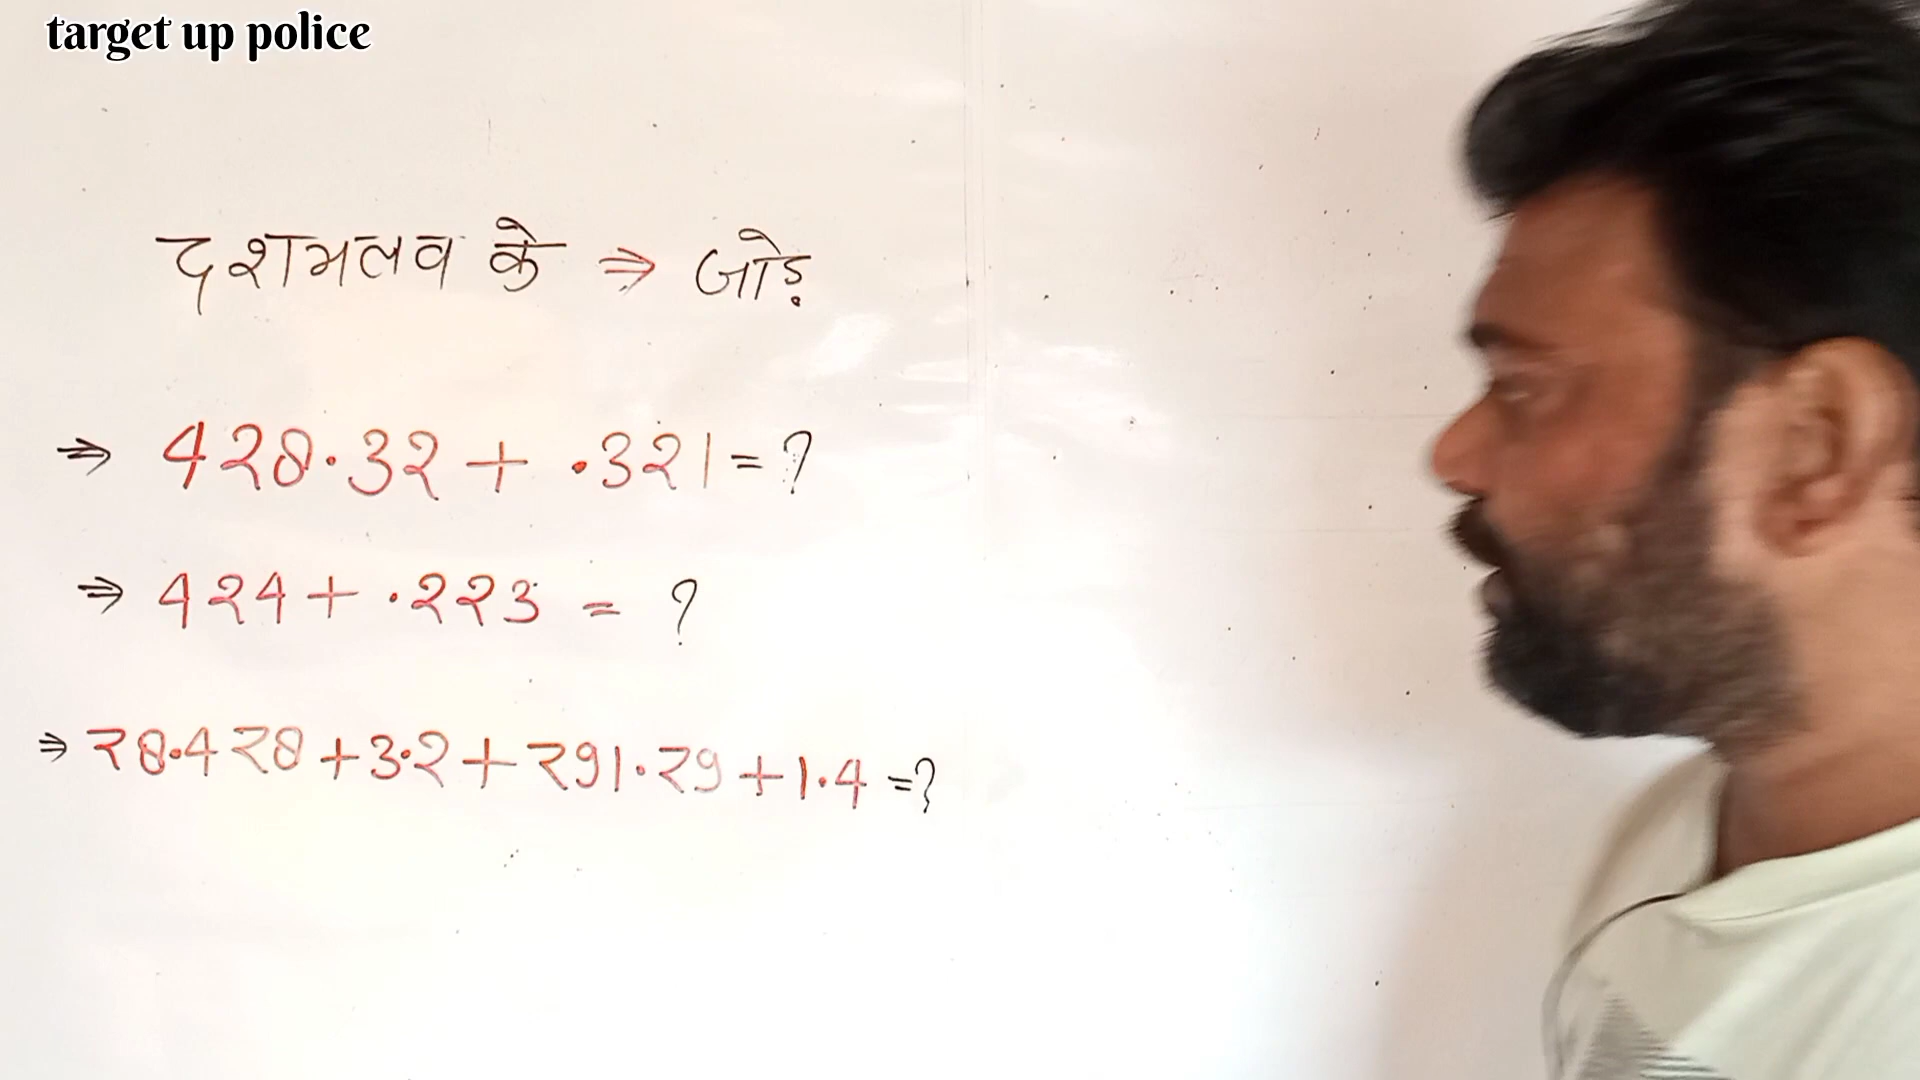 target up police
दशमलव के ⇒ जोड़
⇒ 428.32 + .321 = ?
⇒ 424 + .223 = ?
⇒ 28.428 + 3.2 + 291.29 + 1.4 = ?